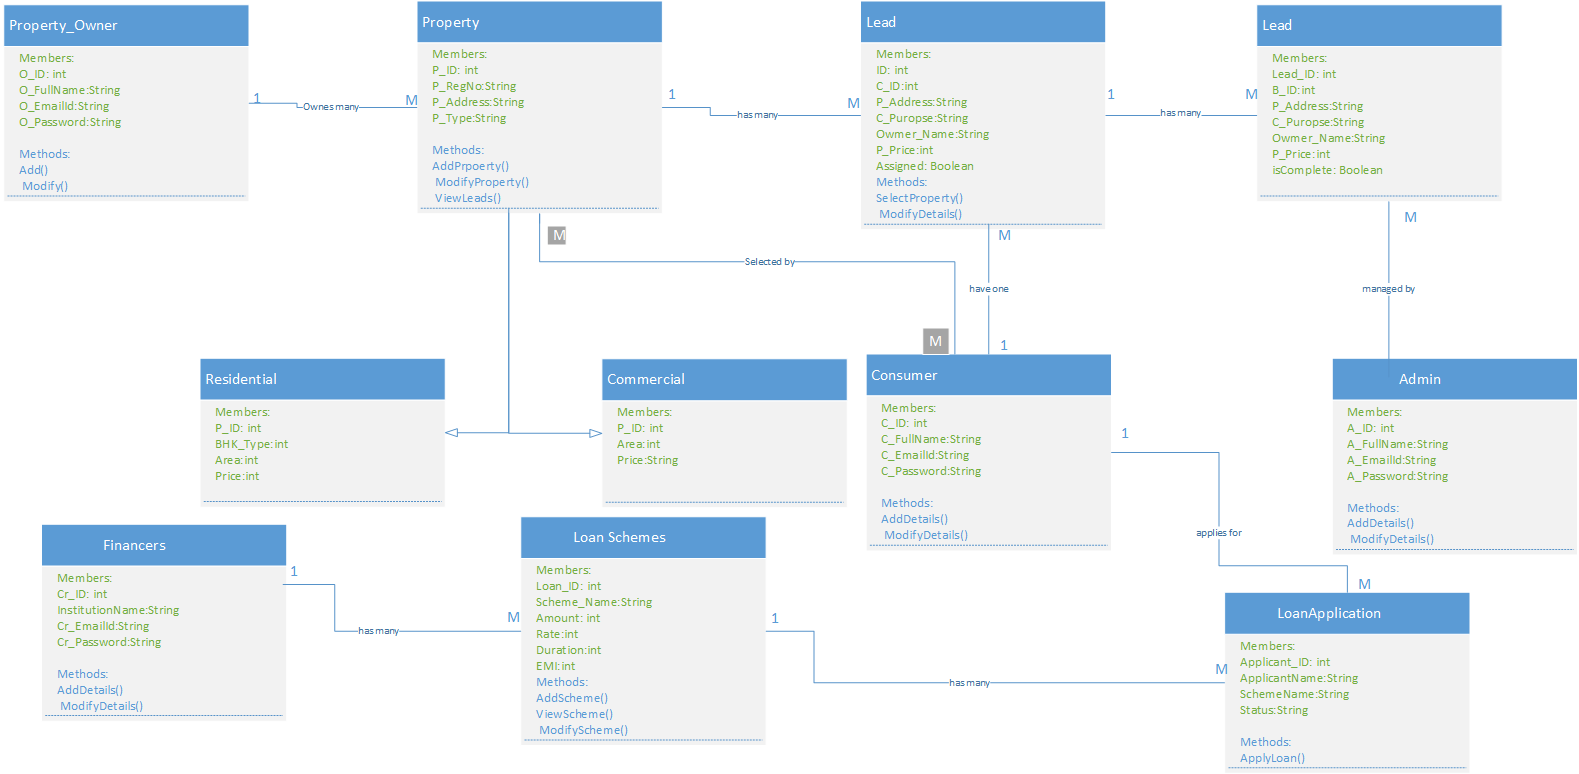 Property_Owner
Members:
O_ID: int
O_FullName:String
O_EmailId:String
O_Password:String
Methods:
Add()
Modify()
1
Ownes many
M
Property
Members:
P_ID: int
P_RegNo:String
P_Address:String
P_Type:String
Methods:
AddPrpoerty()
ModifyProperty()
ViewLeads()
1
has many
M
Lead
Members:
ID: int
C_ID:int
P_Address:String
C_Puropse:String
Owmer_Name:String
P_Price:int
Assigned: Boolean
Methods:
SelectProperty()
ModifyDetails()
1
has many
M
Lead
Members:
Lead_ID: int
B_ID:int
P_Address:String
C_Puropse:String
Owmer_Name:String
P_Price:int
isComplete: Boolean
M
Selected by
M
M
have one
1
M
managed by
Residential
Members:
P_ID: int
BHK_Type:int
Area:int
Price:int
Commercial
Members:
P_ID: int
Area:int
Price:String
Consumer
Members:
C_ID: int
C_FullName:String
C_EmailId:String
C_Password:String
Methods:
AddDetails()
ModifyDetails()
1
applies for
M
Admin
Members:
A_ID: int
A_FullName:String
A_EmailId:String
A_Password:String
Methods:
AddDetails()
ModifyDetails()
Financers
Members:
Cr_ID: int
InstitutionName:String
Cr_EmailId:String
Cr_Password:String
Methods:
AddDetails()
ModifyDetails()
1
has many
M
Loan Schemes
Members:
Loan_ID: int
Scheme_Name:String
Amount: int
Rate:int
Duration:int
EMI:int
Methods:
AddScheme()
ViewScheme()
ModifyScheme()
1
has many
M
LoanApplication
Members:
Applicant_ID: int
ApplicantName:String
SchemeName:String
Status:String
Methods:
ApplyLoan()